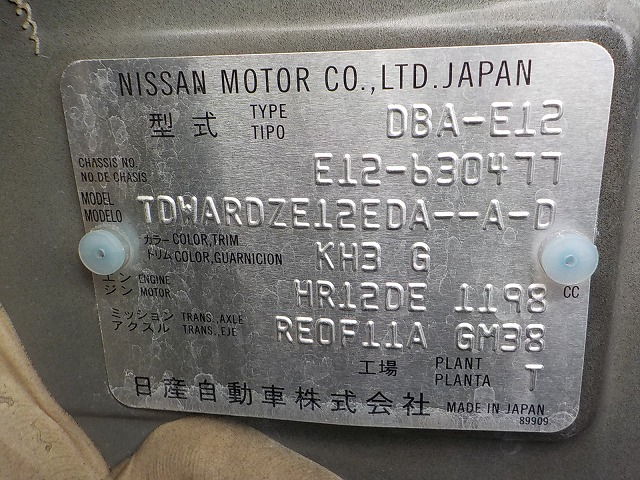 NISSAN MOTOR CO.,LTD.JAPAN
型式 TYPE TIPO DBA-E12
CHASSIS NO. NO.DE CHASIS E12-630477
MODEL MODELO TDWARDZE12EDA--A-D
カラー COLOR,TRIM
トリム COLOR,GUARNICION KH3 G
エン ENGINE
ジン MOTOR HR12DE 1198 CC
ミッション TRANS.,AXLE
アクスル TRANS.,EJE RE0F11A GM38
工場 PLANT PLANTA T
日産自動車株式会社 MADE IN JAPAN
89909